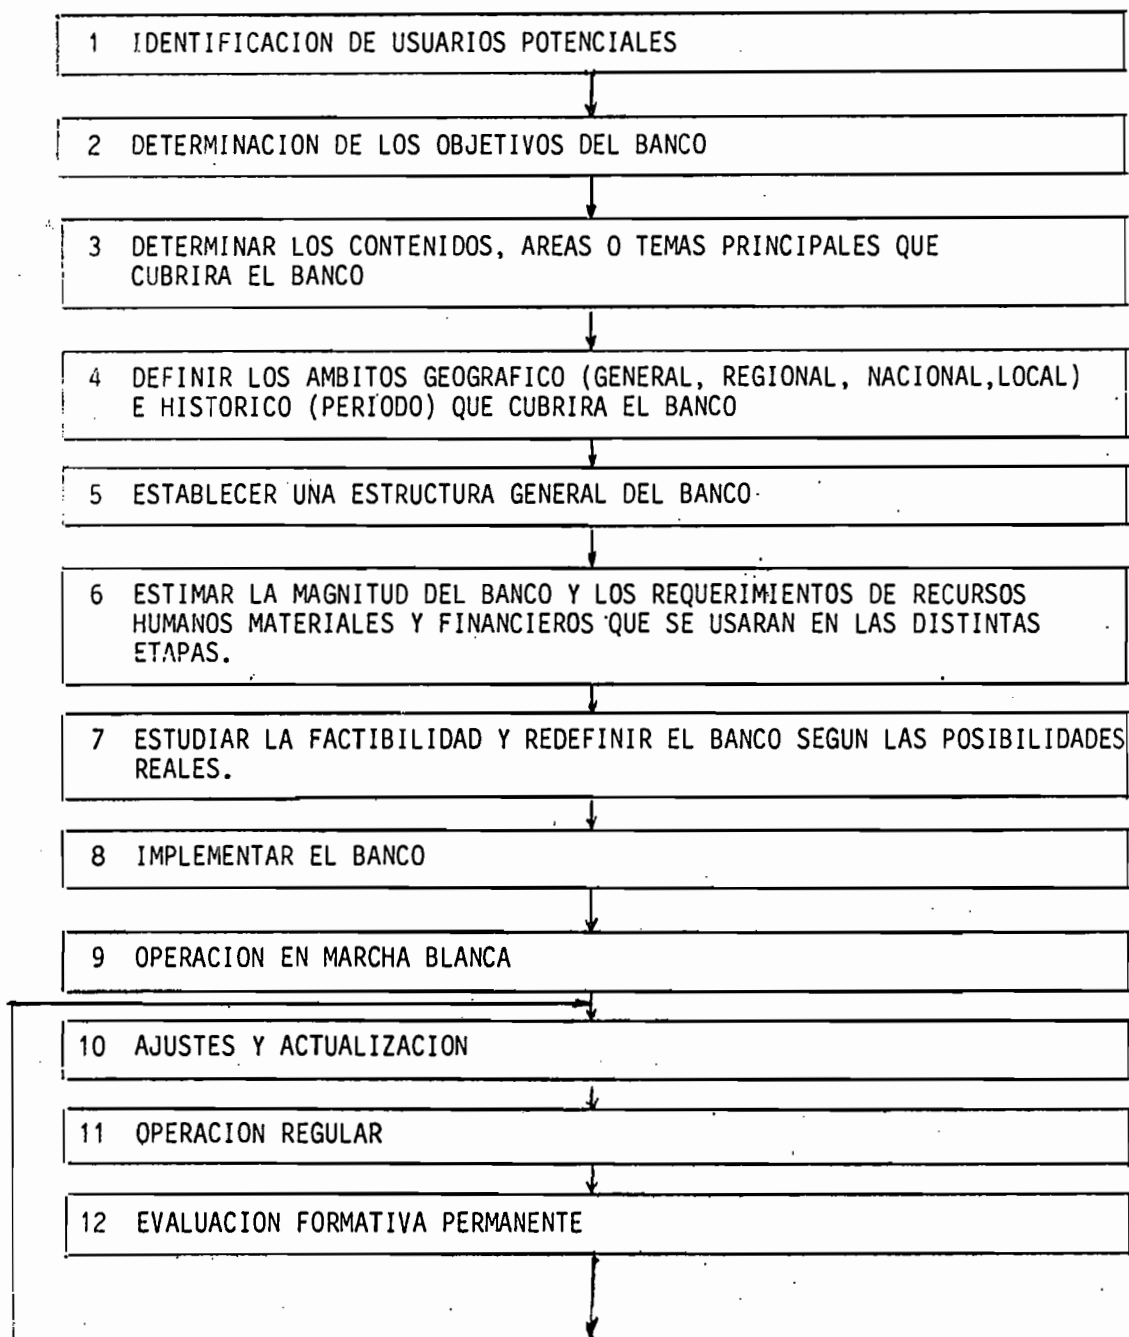 1 IDENTIFICACION DE USUARIOS POTENCIALES
2 DETERMINACION DE LOS OBJETIVOS DEL BANCO
3 DETERMINAR LOS CONTENIDOS, AREAS O TEMAS PRINCIPALES QUE
CUBRIRA EL BANCO
4 DEFINIR LOS AMBITOS GEOGRAFICO (GENERAL, REGIONAL, NACIONAL,LOCAL)
E HISTORICO (PERIODO) QUE CUBRIRA EL BANCO
5 ESTABLECER UNA ESTRUCTURA GENERAL DEL BANCO
6 ESTIMAR LA MAGNITUD DEL BANCO Y LOS REQUERIMIENTOS DE RECURSOS
HUMANOS MATERIALES Y FINANCIEROS QUE SE USARAN EN LAS DISTINTAS
ETAPAS.
7 ESTUDIAR LA FACTIBILIDAD Y REDEFINIR EL BANCO SEGUN LAS POSIBILIDADES
REALES.
8 IMPLEMENTAR EL BANCO
9 OPERACION EN MARCHA BLANCA
10 AJUSTES Y ACTUALIZACION
11 OPERACION REGULAR
12 EVALUACION FORMATIVA PERMANENTE